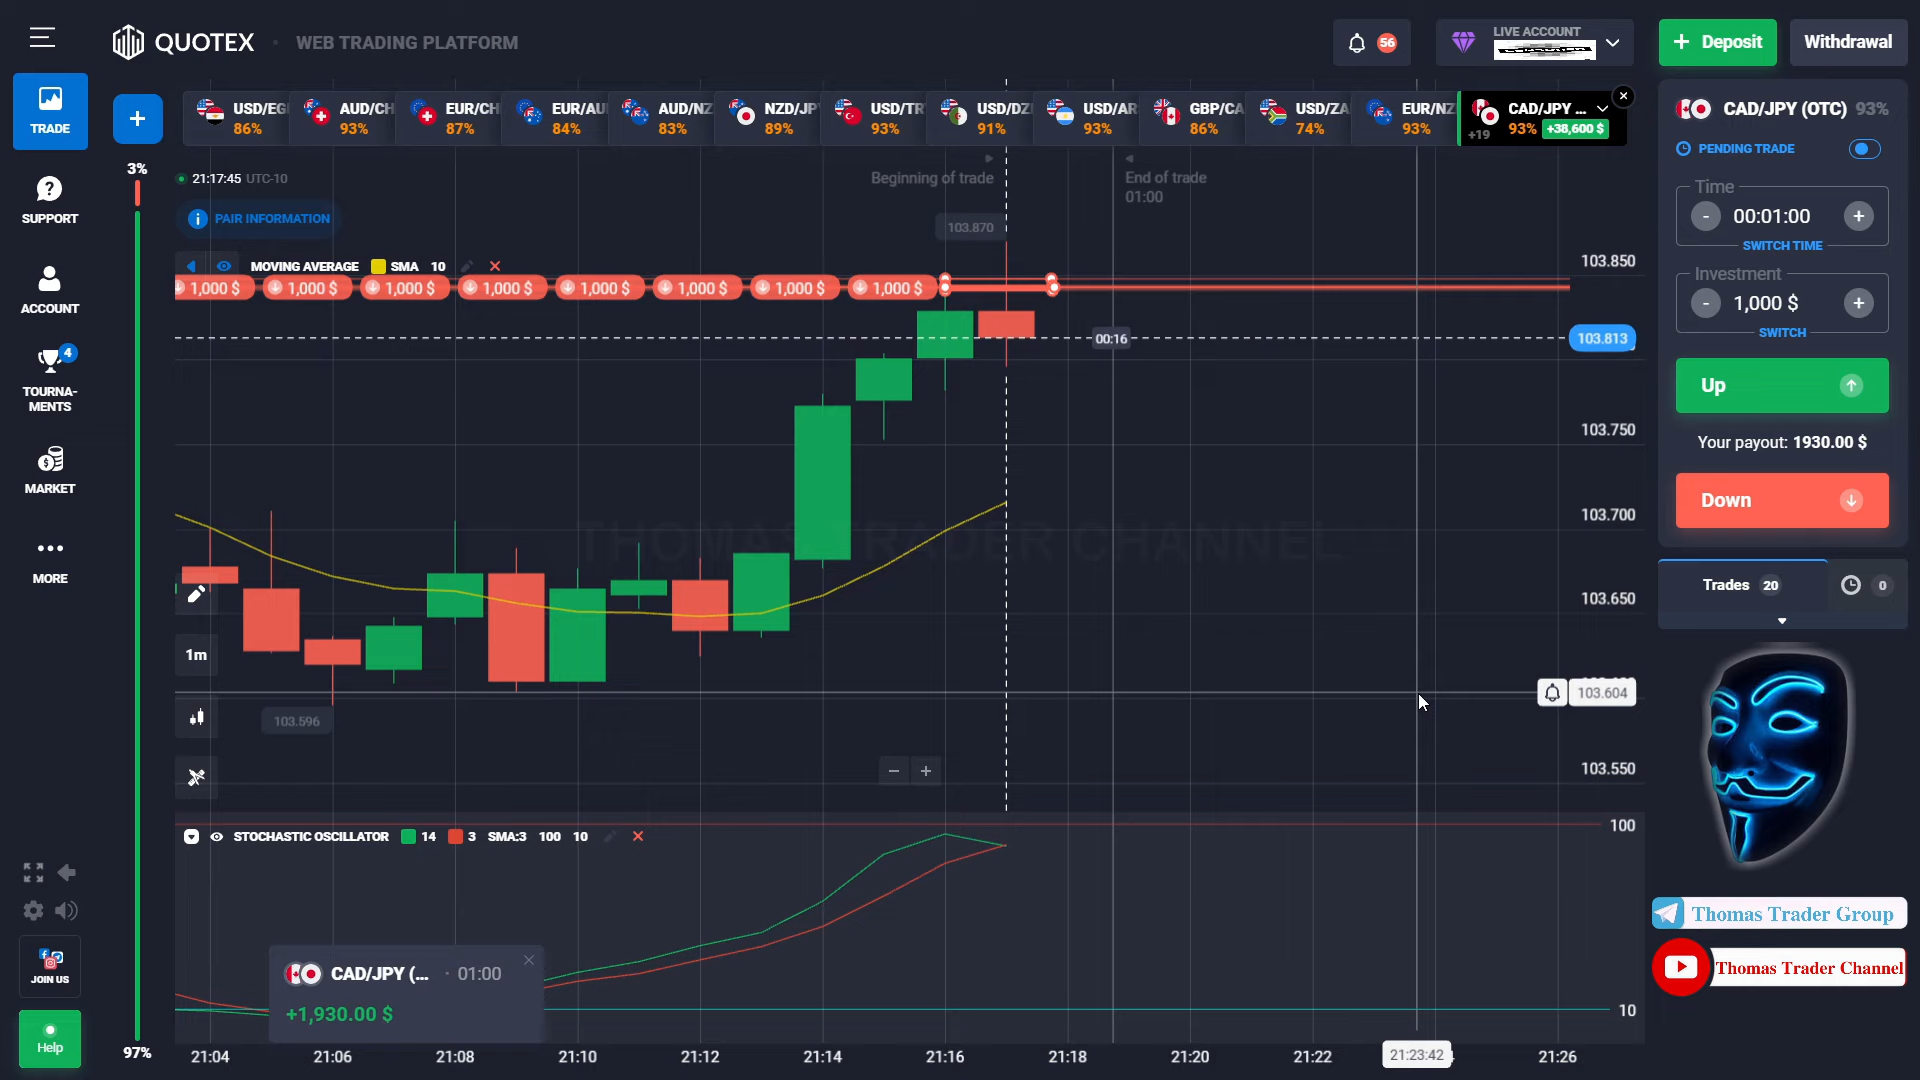 QUOTEX
WEB TRADING PLATFORM
56
LIVE ACCOUNT
+ Deposit
Withdrawal
TRADE
SUPPORT
ACCOUNT
4
TOURNA-
MENTS
MARKET
MORE
JOIN US
Help
+
USD/EG
86%
AUD/CH
93%
EUR/CH
87%
EUR/AU
84%
AUD/NZ
83%
NZD/JP
89%
USD/TR
93%
USD/DZ
91%
USD/AR
93%
GBP/CA
86%
USD/ZA
74%
EUR/NZ
93%
CAD/JPY ...
+19
93%
+38,600 $
3%
97%
21:17:45 UTC-10
PAIR INFORMATION
Beginning of trade
End of trade
01:00
103.870
MOVING AVERAGE SMA 10
1,000 $ 1,000 $ 1,000 $ 1,000 $ 1,000 $ 1,000 $ 1,000 $ 1,000 $
00:16
103.813
103.850
103.750
103.700
103.650
103.604
103.550
THOMAS TRADER CHANNEL
1m
103.596
STOCHASTIC OSCILLATOR 14 3 SMA:3 100 10
100
10
CAD/JPY (... · 01:00
+1,930.00 $
21:04 21:06 21:08 21:10 21:12 21:14 21:16 21:18 21:20 21:22 21:23:42 21:26
CAD/JPY (OTC) 93%
PENDING TRADE
Time
- 00:01:00 +
SWITCH TIME
Investment
- 1,000 $ +
SWITCH
Up
Your payout: 1930.00 $
Down
Trades 20
0
Thomas Trader Group
Thomas Trader Channel